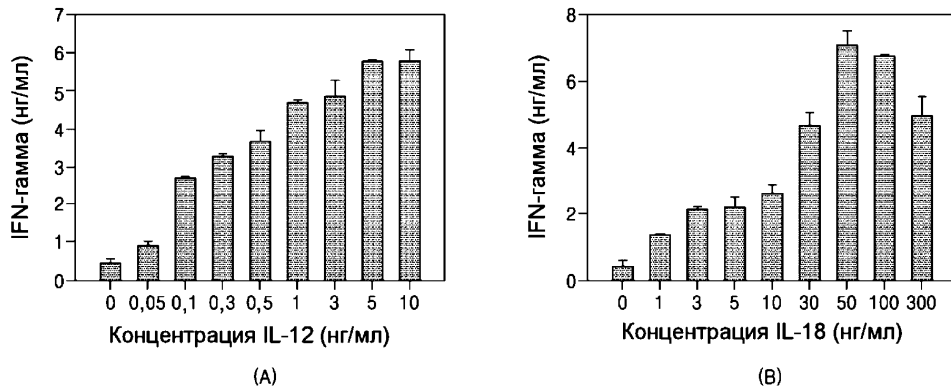 IFN-гамма (нг/мл)
7
6
5
4
3
2
1
0
0 0,05 0,1 0,3 0,5 1 3 5 10
Концентрация IL-12 (нг/мл)
(A)
IFN-гамма (нг/мл)
8
6
4
2
0
0 1 3 5 10 30 50 100 300
Концентрация IL-18 (нг/мл)
(B)